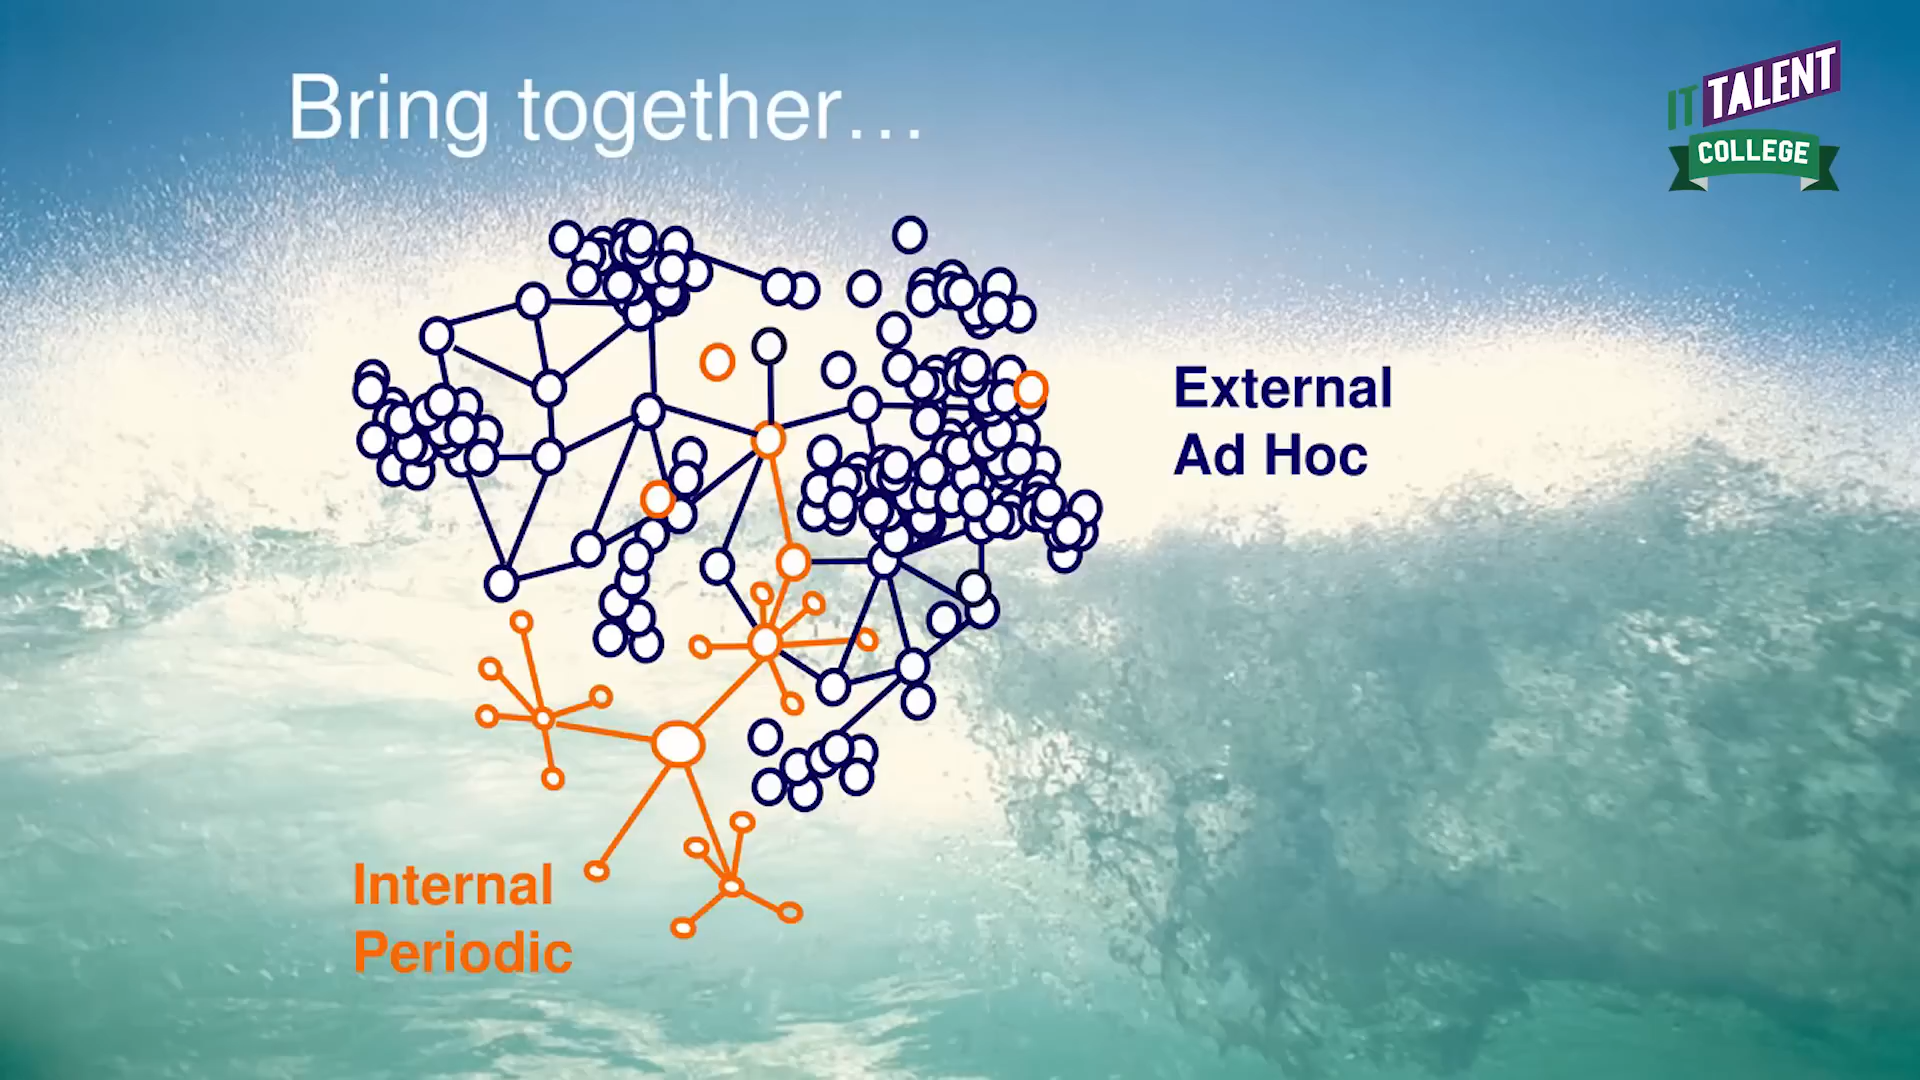 Bring together…
IT TALENT
COLLEGE
External
Ad Hoc
Internal
Periodic